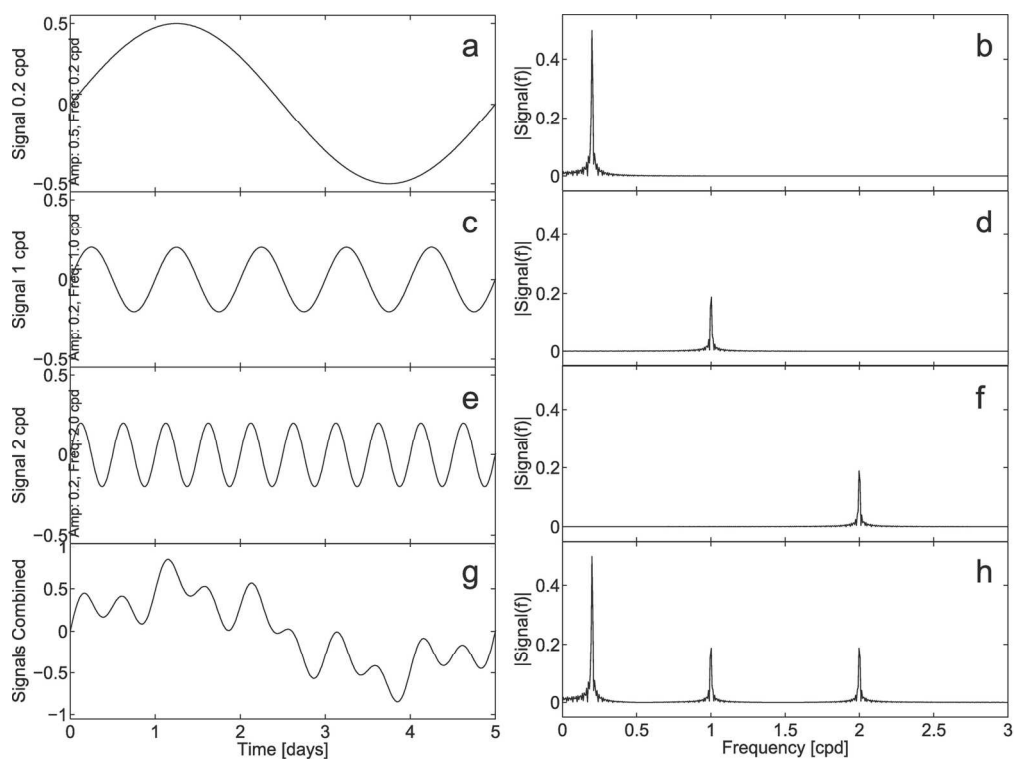 Signal 0.2 cpd
Amp: 0.5, Freq: 0.2 cpd
0.5
0
−0.5
a
|Signal(f)|
0.4
0.2
0
b
Signal 1 cpd
Amp: 0.2, Freq: 1.0 cpd
0.5
0
−0.5
c
|Signal(f)|
0.4
0.2
0
d
Signal 2 cpd
Amp: 0.2, Freq: 2.0 cpd
0.5
0
−0.5
e
|Signal(f)|
0.4
0.2
0
f
Signals Combined
1
0.5
0
−0.5
−1
g
0 1 2 3 4 5
Time [days]
|Signal(f)|
0.4
0.2
0
h
0 0.5 1 1.5 2 2.5 3
Frequency [cpd]